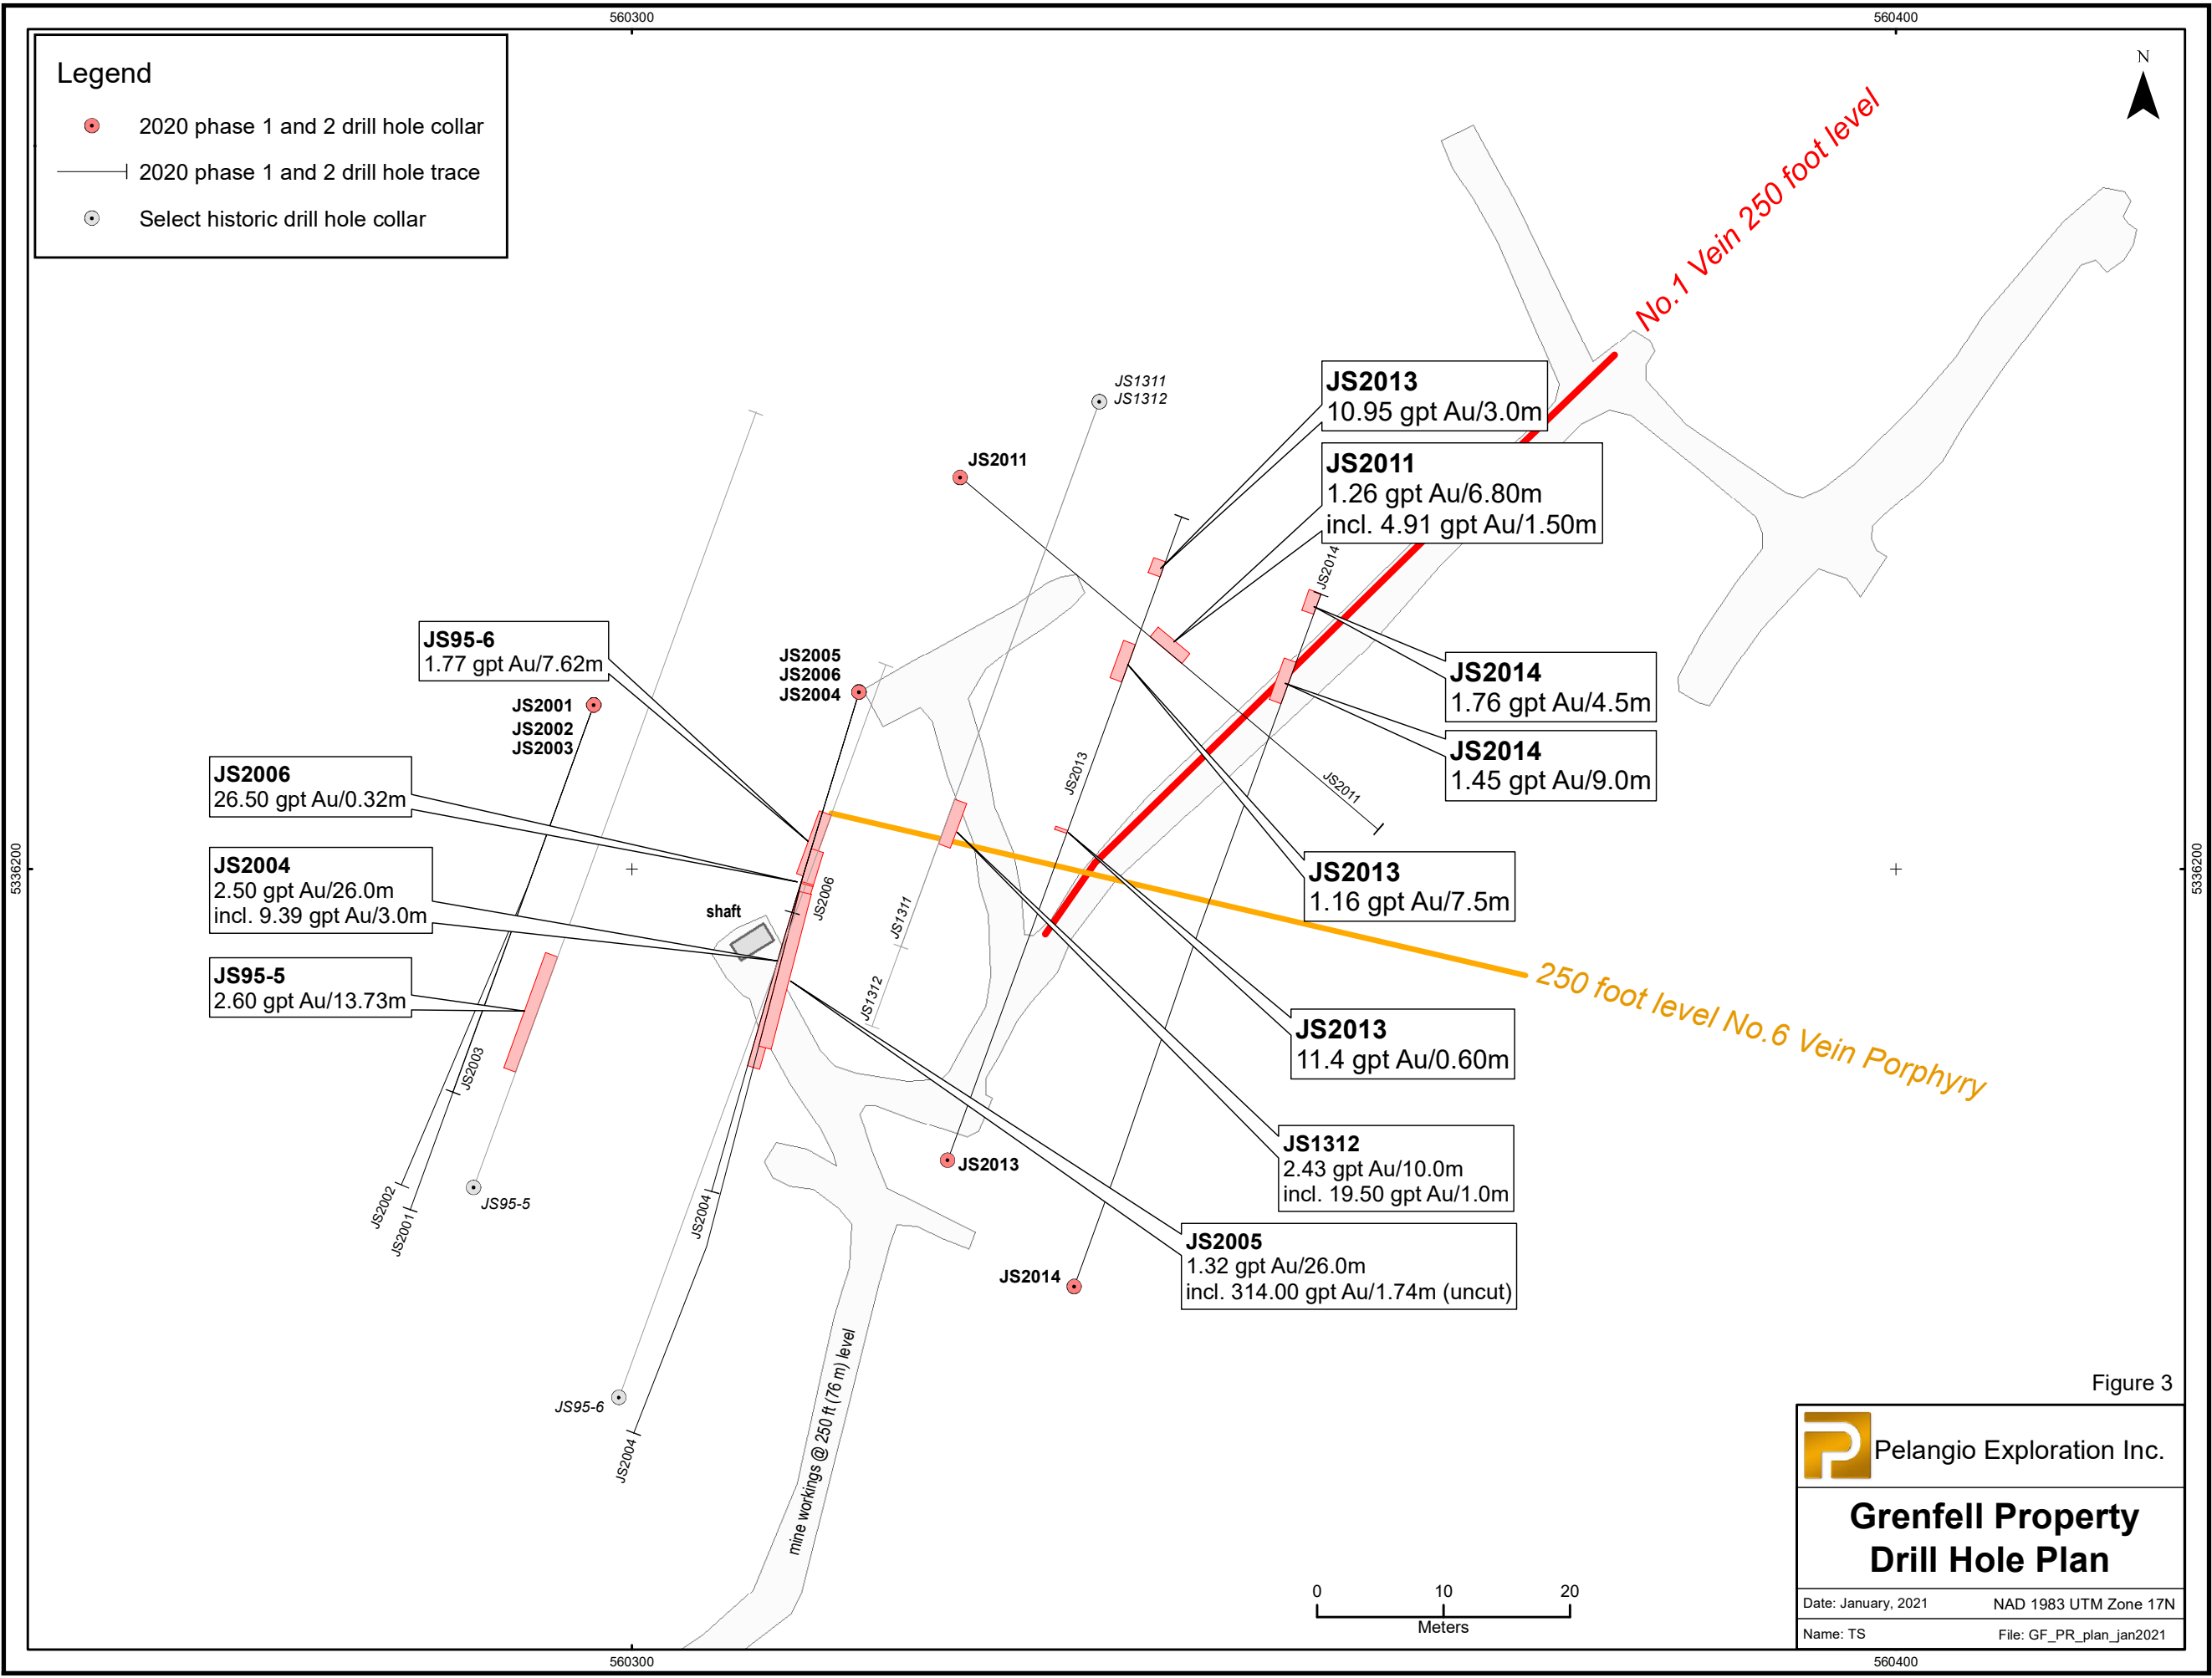 560300
560400
Legend
2020 phase 1 and 2 drill hole collar
2020 phase 1 and 2 drill hole trace
Select historic drill hole collar
N
No.1 Vein 250 foot level
JS1311
JS1312
JS2011
JS2013
10.95 gpt Au/3.0m
JS2011
1.26 gpt Au/6.80m
incl. 4.91 gpt Au/1.50m
JS2014
JS95-6
1.77 gpt Au/7.62m
JS2005
JS2006
JS2004
JS2001
JS2002
JS2003
JS2014
1.76 gpt Au/4.5m
JS2014
1.45 gpt Au/9.0m
JS2006
26.50 gpt Au/0.32m
JS2013
JS2011
5336200
5336200
JS2004
2.50 gpt Au/26.0m
incl. 9.39 gpt Au/3.0m
shaft
JS2006
JS1311
JS2013
1.16 gpt Au/7.5m
JS95-5
2.60 gpt Au/13.73m
JS1312
250 foot level No.6 Vein Porphyry
JS2003
JS2013
11.4 gpt Au/0.60m
JS2013
JS1312
2.43 gpt Au/10.0m
incl. 19.50 gpt Au/1.0m
JS2002
JS2001
JS95-5
JS2004
JS2005
1.32 gpt Au/26.0m
incl. 314.00 gpt Au/1.74m (uncut)
JS2014
JS95-6
JS2004
mine workings @ 250 ft (76 m) level
Figure 3
Pelangio Exploration Inc.
Grenfell Property
Drill Hole Plan
Date: January, 2021
NAD 1983 UTM Zone 17N
Name: TS
File: GF_PR_plan_jan2021
0
10
20
Meters
560300
560400